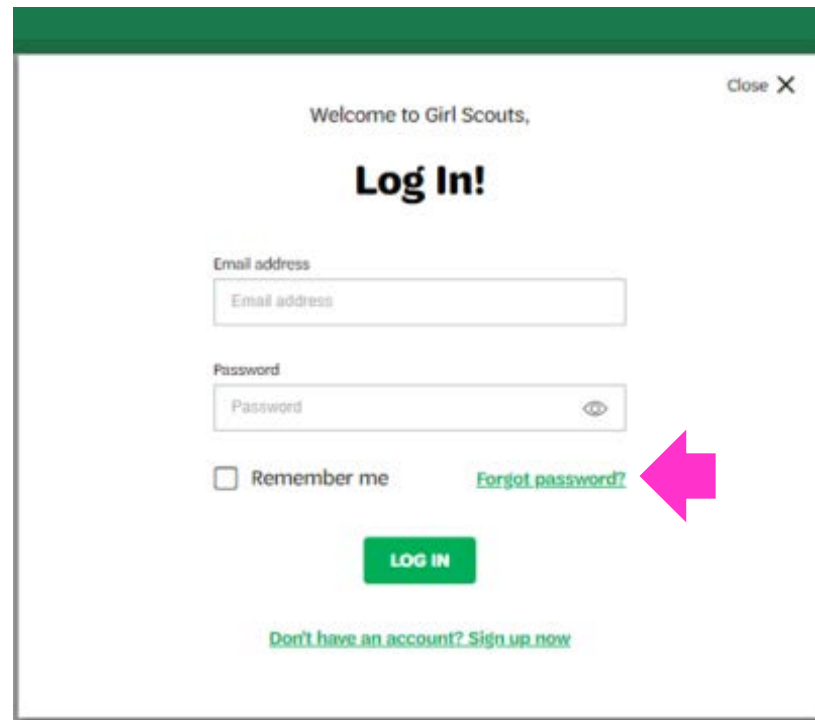 Close X
Welcome to Girl Scouts,
Log In!
Email address
Email address
Password
Password
Remember me Forgot password?
LOG IN
Don't have an account? Sign up now